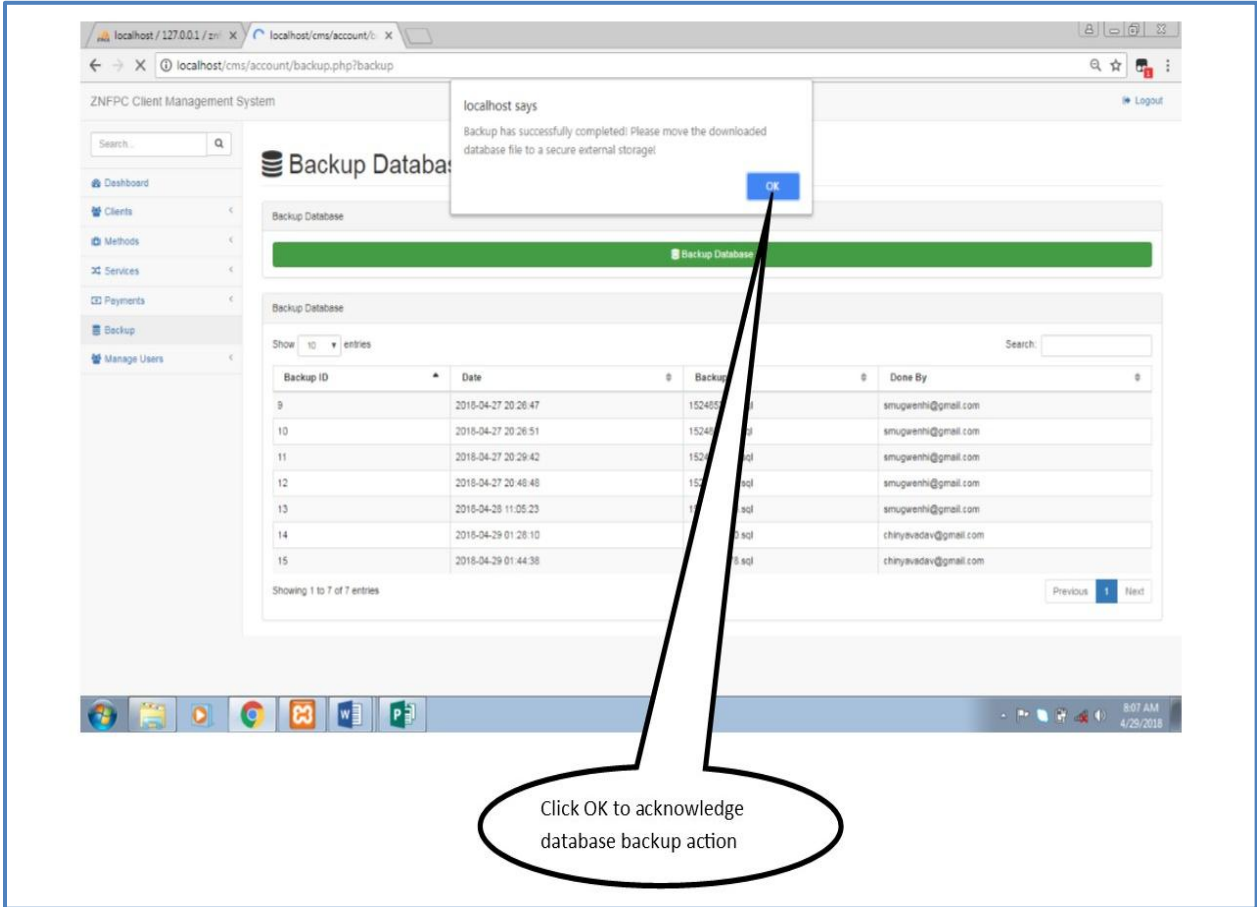 localhost / 127.0.0.1 / zn
localhost/cms/account/b
localhost/cms/account/backup.php?backup
ZNFPC Client Management System
Logout
localhost says
Backup has successfully completed! Please move the downloaded
database file to a secure external storage!
OK
Search...
Dashboard
Clients
Methods
Services
Payments
Backup
Manage Users
Backup Databas
Backup Database
Backup Database
Backup Database
Show 10 entries
Search:
Backup ID Date Backup Done By
9 2018-04-27 20:26:47 smugwenhi@gmail.com
10 2018-04-27 20:26:51 smugwenhi@gmail.com
11 2018-04-27 20:29:42 sql smugwenhi@gmail.com
12 2018-04-27 20:48:48 .sql smugwenhi@gmail.com
13 2018-04-28 11:05:23 .sql smugwenhi@gmail.com
14 2018-04-29 01:28:10 .sql chinyavadav@gmail.com
15 2018-04-29 01:44:38 .sql chinyavadav@gmail.com
Showing 1 to 7 of 7 entries
Previous 1 Next
8:07 AM
4/29/2018
Click OK to acknowledge
database backup action